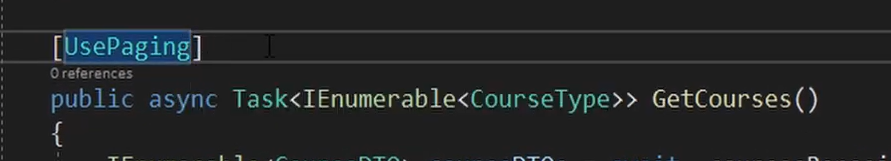 [UsePaging]
0 references
public async Task<IEnumerable<CourseType>> GetCourses()
{